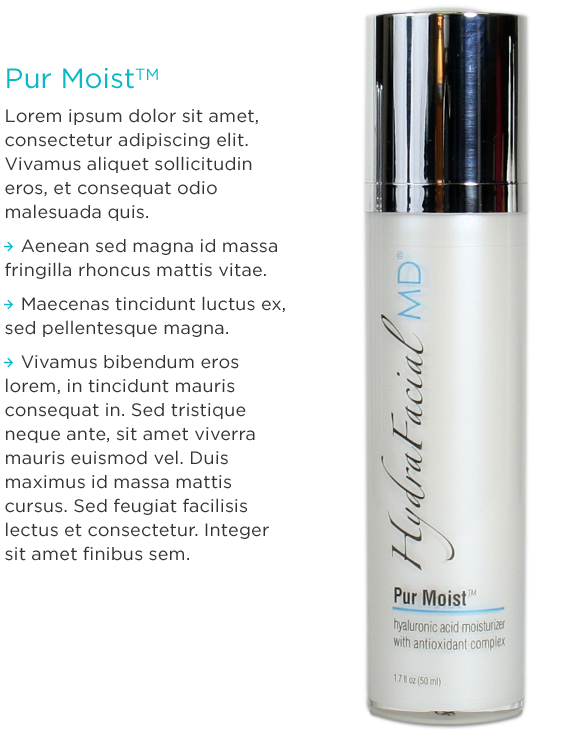 Pur Moist™
Lorem ipsum dolor sit amet,
consectetur adipiscing elit.
Vivamus aliquet sollicitudin
eros, et consequat odio
malesuada quis.
→ Aenean sed magna id massa
fringilla rhoncus mattis vitae.
→ Maecenas tincidunt luctus ex,
sed pellentesque magna.
→ Vivamus bibendum eros
lorem, in tincidunt mauris
consequat in. Sed tristique
neque ante, sit amet viverra
mauris euismod vel. Duis
maximus id massa mattis
cursus. Sed feugiat facilisis
lectus et consectetur. Integer
sit amet finibus sem.
HydraFacial MD®
Pur Moist™
hyaluronic acid moisturizer
with antioxidant complex
1.7 fl oz (50 ml)